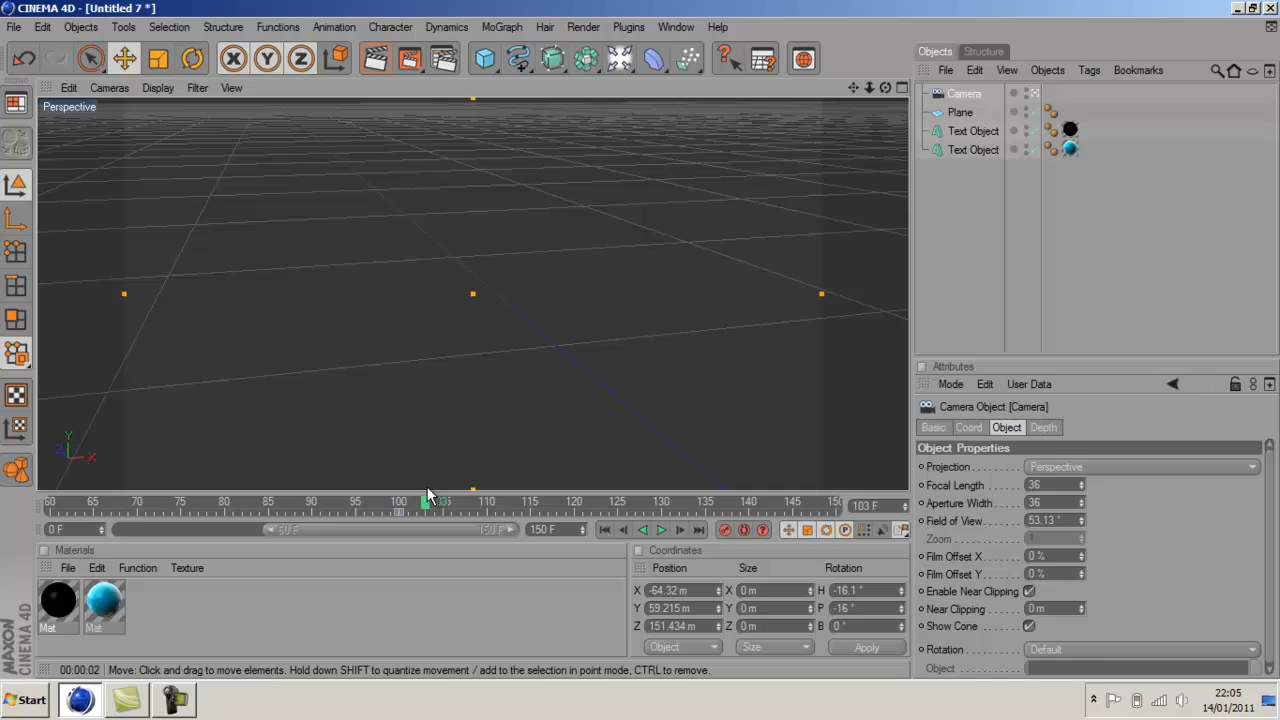 CINEMA 4D - [Untitled 7 *]
File Edit Objects Tools Selection Structure Functions Animation Character Dynamics MoGraph Hair Render Plugins Window Help
Edit Cameras Display Filter View
Perspective
Objects Structure
File Edit View Objects Tags Bookmarks
Camera
Plane
Text Object
Text Object
Attributes
Mode Edit User Data
Camera Object [Camera]
Basic Coord Object Depth
Object Properties
Projection Perspective
Focal Length 36
Aperture Width 36
Field of View 53.13 °
Zoom 1
Film Offset X 0 %
Film Offset Y 0 %
Enable Near Clipping
Near Clipping 0 m
Show Cone
Rotation Default
Object
Y
Z X
60 65 70 75 80 85 90 95 100 103 110 115 120 125 130 135 140 145 150 103 F
0 F 60 F 150 F 150 F
Materials
File Edit Function Texture
Mat Mat
Coordinates
Position Size Rotation
X -64.32 m X 0 m H -16.1 °
Y 59.215 m Y 0 m P -16 °
Z 151.434 m Z 0 m B 0 °
Object Size Apply
MAXON CINEMA 4D
00:00:02 Move: Click and drag to move elements. Hold down SHIFT to quantize movement / add to the selection in point mode, CTRL to remove.
Start
22:05
14/01/2011